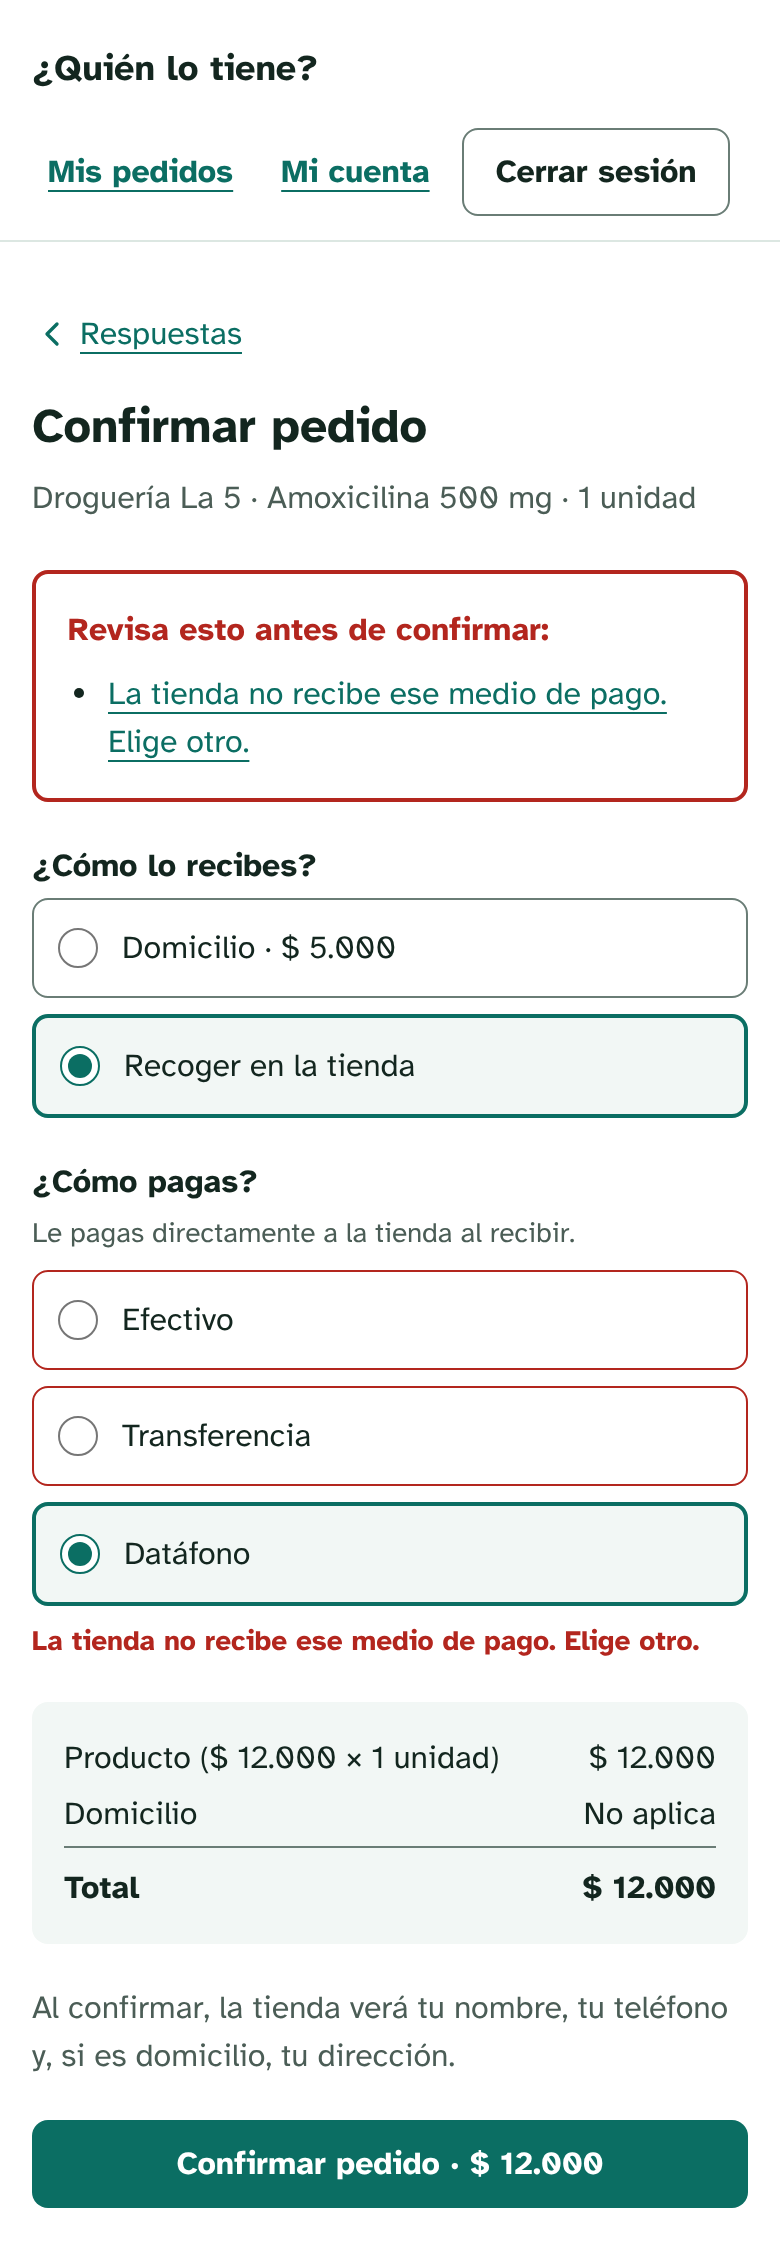 ¿Quién lo tiene?
Mis pedidos Mi cuenta Cerrar sesión
Respuestas
Confirmar pedido
Droguería La 5 · Amoxicilina 500 mg · 1 unidad
Revisa esto antes de confirmar:
• La tienda no recibe ese medio de pago.
Elige otro.
¿Cómo lo recibes?
Domicilio · $ 5.000
Recoger en la tienda
¿Cómo pagas?
Le pagas directamente a la tienda al recibir.
Efectivo
Transferencia
Datáfono
La tienda no recibe ese medio de pago. Elige otro.
Producto ($ 12.000 × 1 unidad) $ 12.000
Domicilio No aplica
Total $ 12.000
Al confirmar, la tienda verá tu nombre, tu teléfono
y, si es domicilio, tu dirección.
Confirmar pedido · $ 12.000